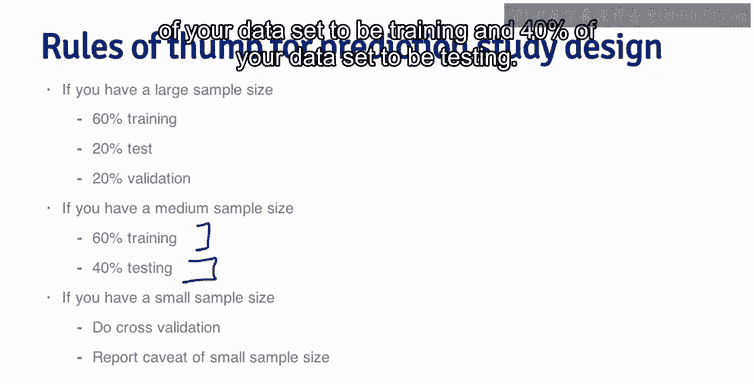 of your data set to be training and 40% of
your data set to be testing.
Rules of thumb for prediction study design
· If you have a large sample size
- 60% training
- 20% test
- 20% validation
· If you have a medium sample size
- 60% training
- 40% testing
· If you have a small sample size
- Do cross validation
- Report caveat of small sample size